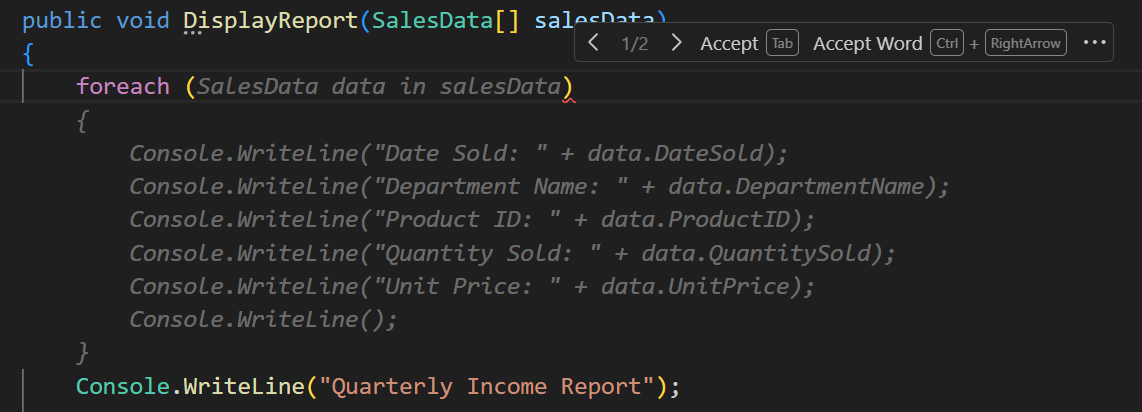 public void DisplayReport(SalesData[] salesData)
1/2 Accept Tab Accept Word Ctrl + RightArrow ...
{
foreach (SalesData data in salesData)
{
Console.WriteLine("Date Sold: " + data.DateSold);
Console.WriteLine("Department Name: " + data.DepartmentName);
Console.WriteLine("Product ID: " + data.ProductID);
Console.WriteLine("Quantity Sold: " + data.QuantitySold);
Console.WriteLine("Unit Price: " + data.UnitPrice);
Console.WriteLine();
}
Console.WriteLine("Quarterly Income Report");